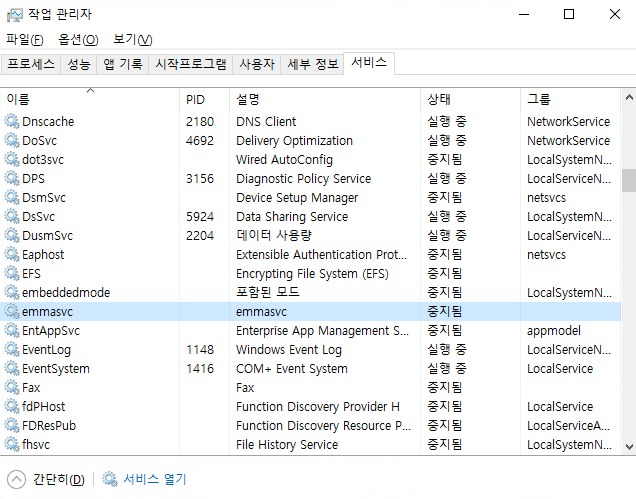 작업 관리자
파일(F) 옵션(O) 보기(V)
프로세스 성능 앱 기록 시작프로그램 사용자 세부 정보 서비스
이름 PID 설명 상태 그룹
Dnscache 2180 DNS Client 실행 중 NetworkService
DoSvc 4692 Delivery Optimization 실행 중 NetworkService
dot3svc Wired AutoConfig 중지됨 LocalSystemN...
DPS 3156 Diagnostic Policy Service 실행 중 LocalServiceN...
DsmSvc Device Setup Manager 중지됨 netsvcs
DsSvc 5924 Data Sharing Service 실행 중 LocalSystemN...
DusmSvc 2204 데이터 사용량 실행 중 LocalServiceN...
Eaphost Extensible Authentication Prot... 중지됨 netsvcs
EFS Encrypting File System (EFS) 중지됨
embeddedmode 포함된 모드 중지됨 LocalSystemN...
emmasvc emmasvc 중지됨
EntAppSvc Enterprise App Management S... 중지됨 appmodel
EventLog 1148 Windows Event Log 실행 중 LocalServiceN...
EventSystem 1416 COM+ Event System 실행 중 LocalService
Fax Fax 중지됨
fdPHost Function Discovery Provider H 중지됨 LocalService
FDResPub Function Discovery Resource P... 중지됨 LocalServiceA...
fhsvc File History Service 중지됨 LocalSystemN...
간단히(D) 서비스 열기